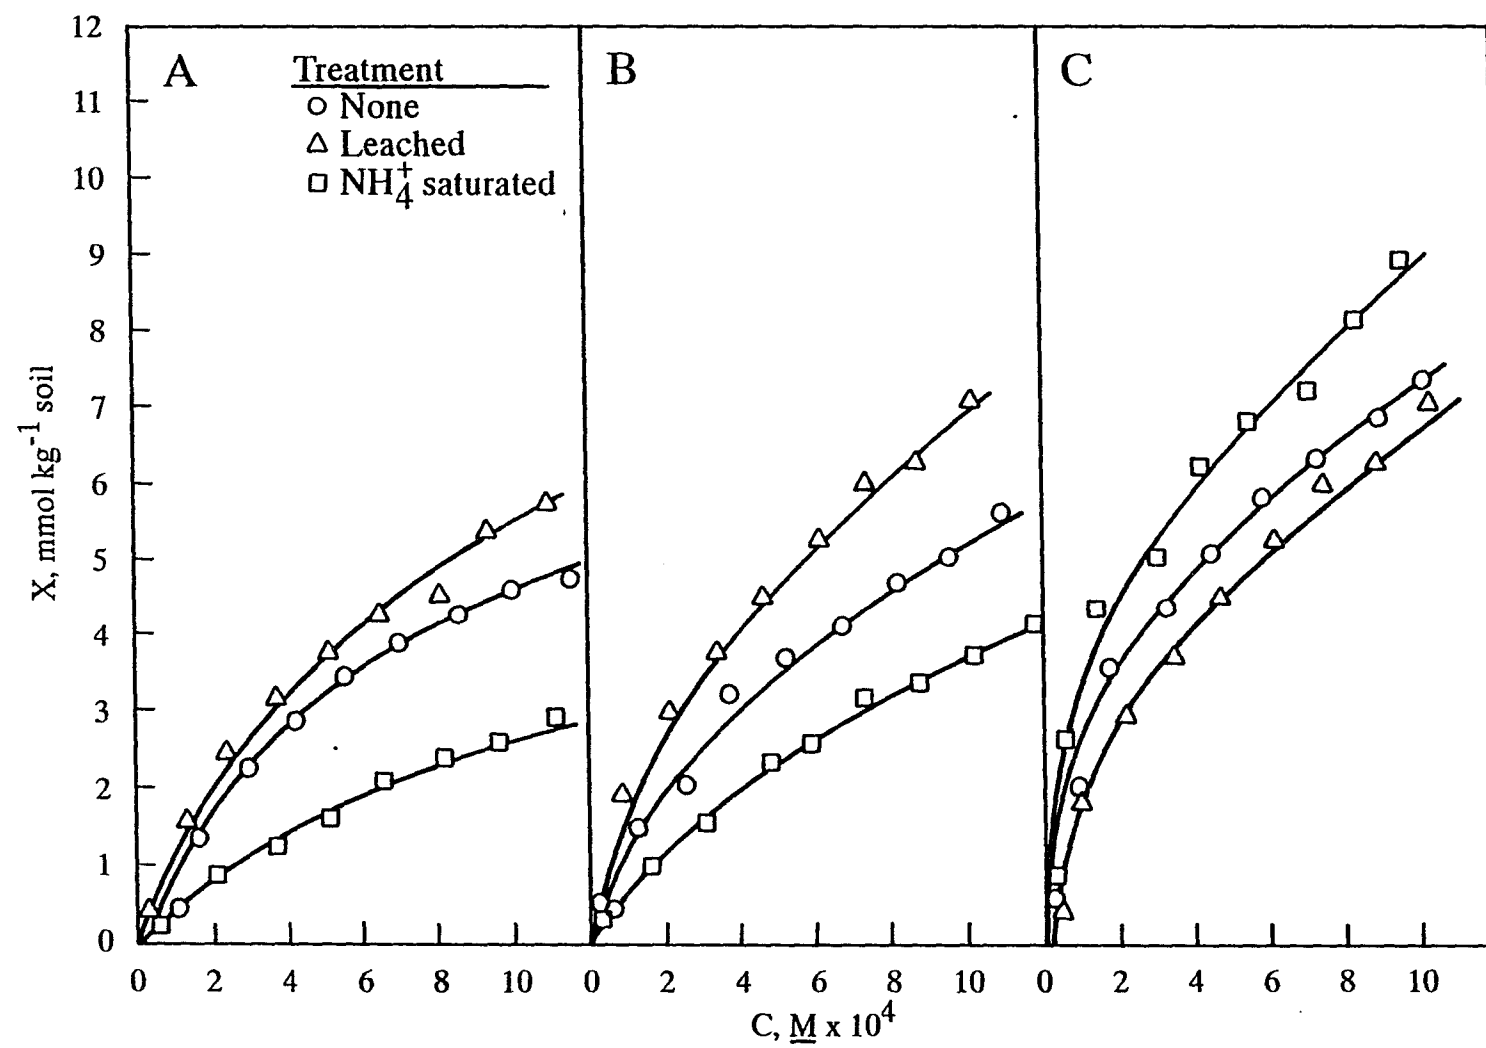 12
11
10
9
8
7
6
5
4
3
2
1
0
X, mmol kg⁻¹ soil
A
Treatment
None
Leached
NH₄⁺ saturated
B
C
0 2 4 6 8 10 0 2 4 6 8 10 0 2 4 6 8 10
C, M x 10⁴